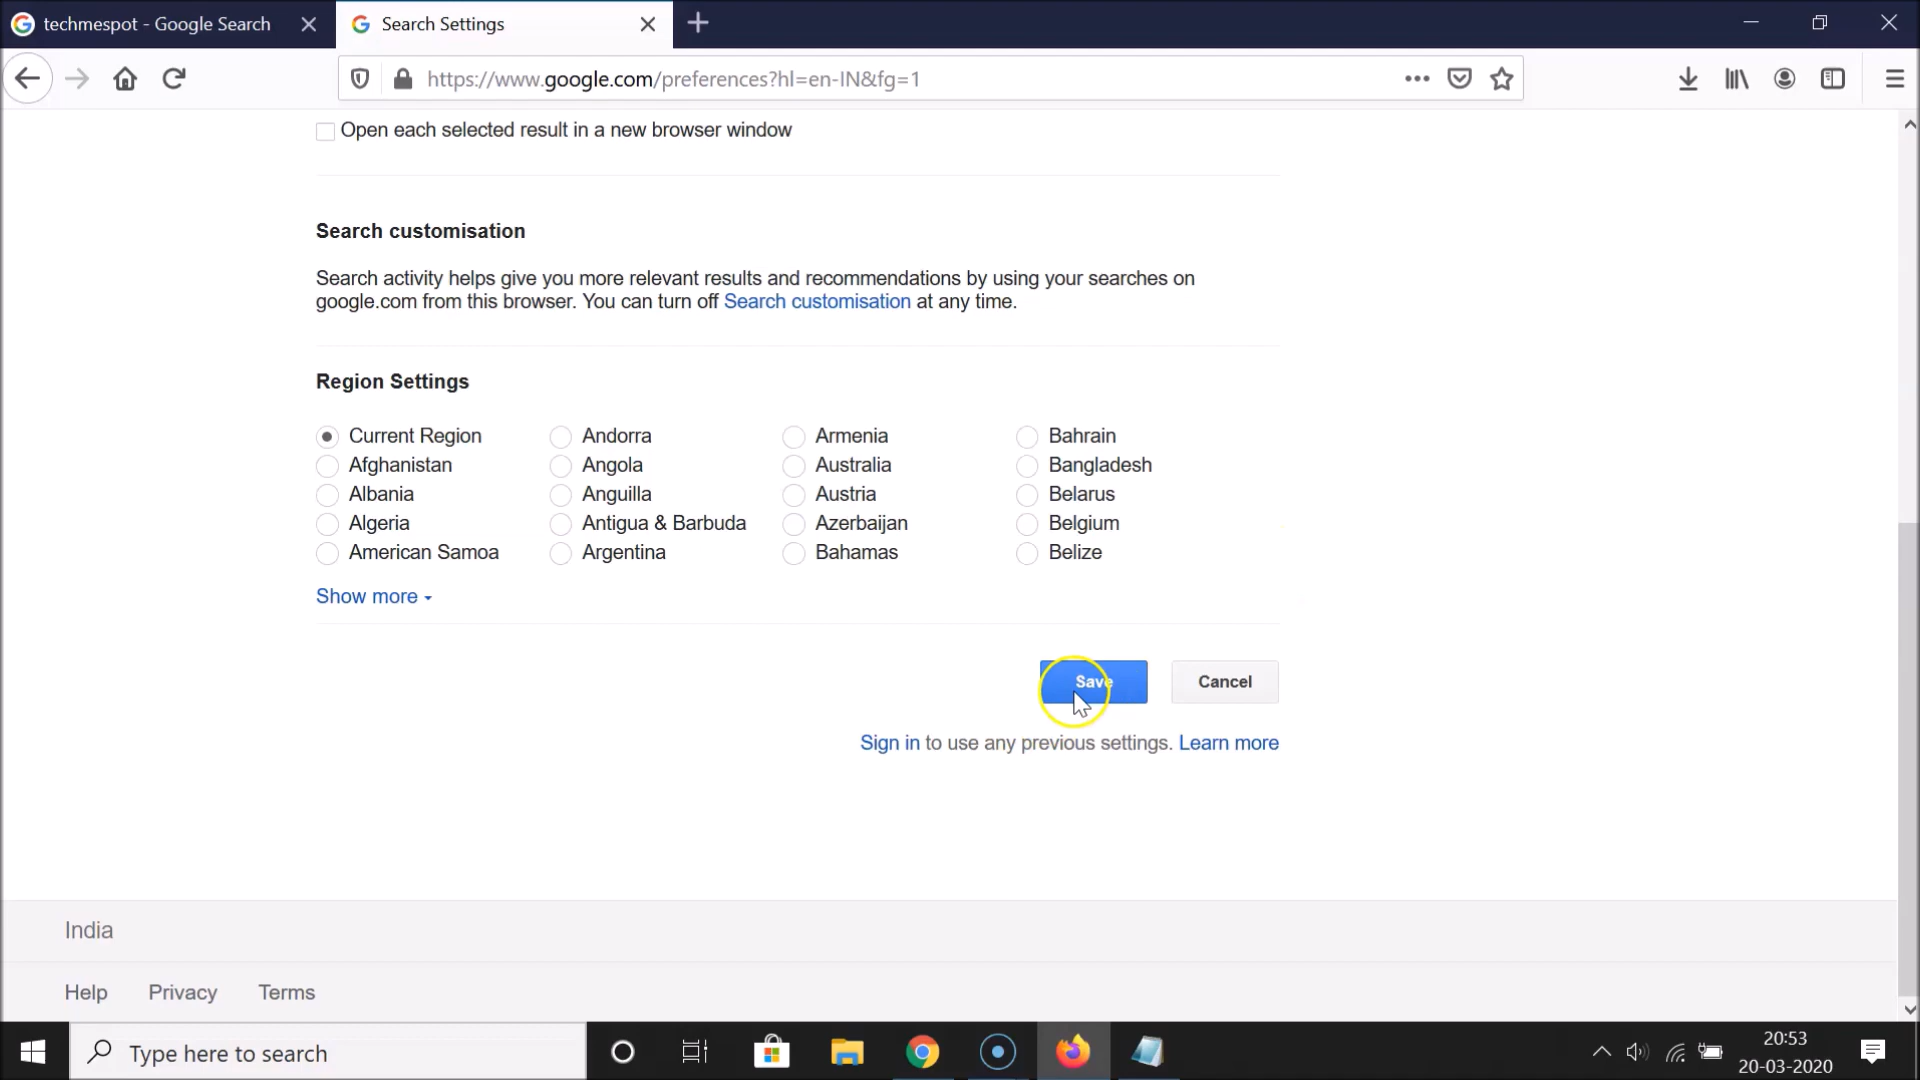 techmespot - Google Search
Search Settings
https://www.google.com/preferences?hl=en-IN&fg=1
Open each selected result in a new browser window
Search customisation
Search activity helps give you more relevant results and recommendations by using your searches on
google.com from this browser. You can turn off Search customisation at any time.
Region Settings
Current Region Andorra Armenia Bahrain
Afghanistan Angola Australia Bangladesh
Albania Anguilla Austria Belarus
Algeria Antigua & Barbuda Azerbaijan Belgium
American Samoa Argentina Bahamas Belize
Show more
Save Cancel
Sign in to use any previous settings. Learn more
India
Help Privacy Terms
Type here to search
20:53
20-03-2020